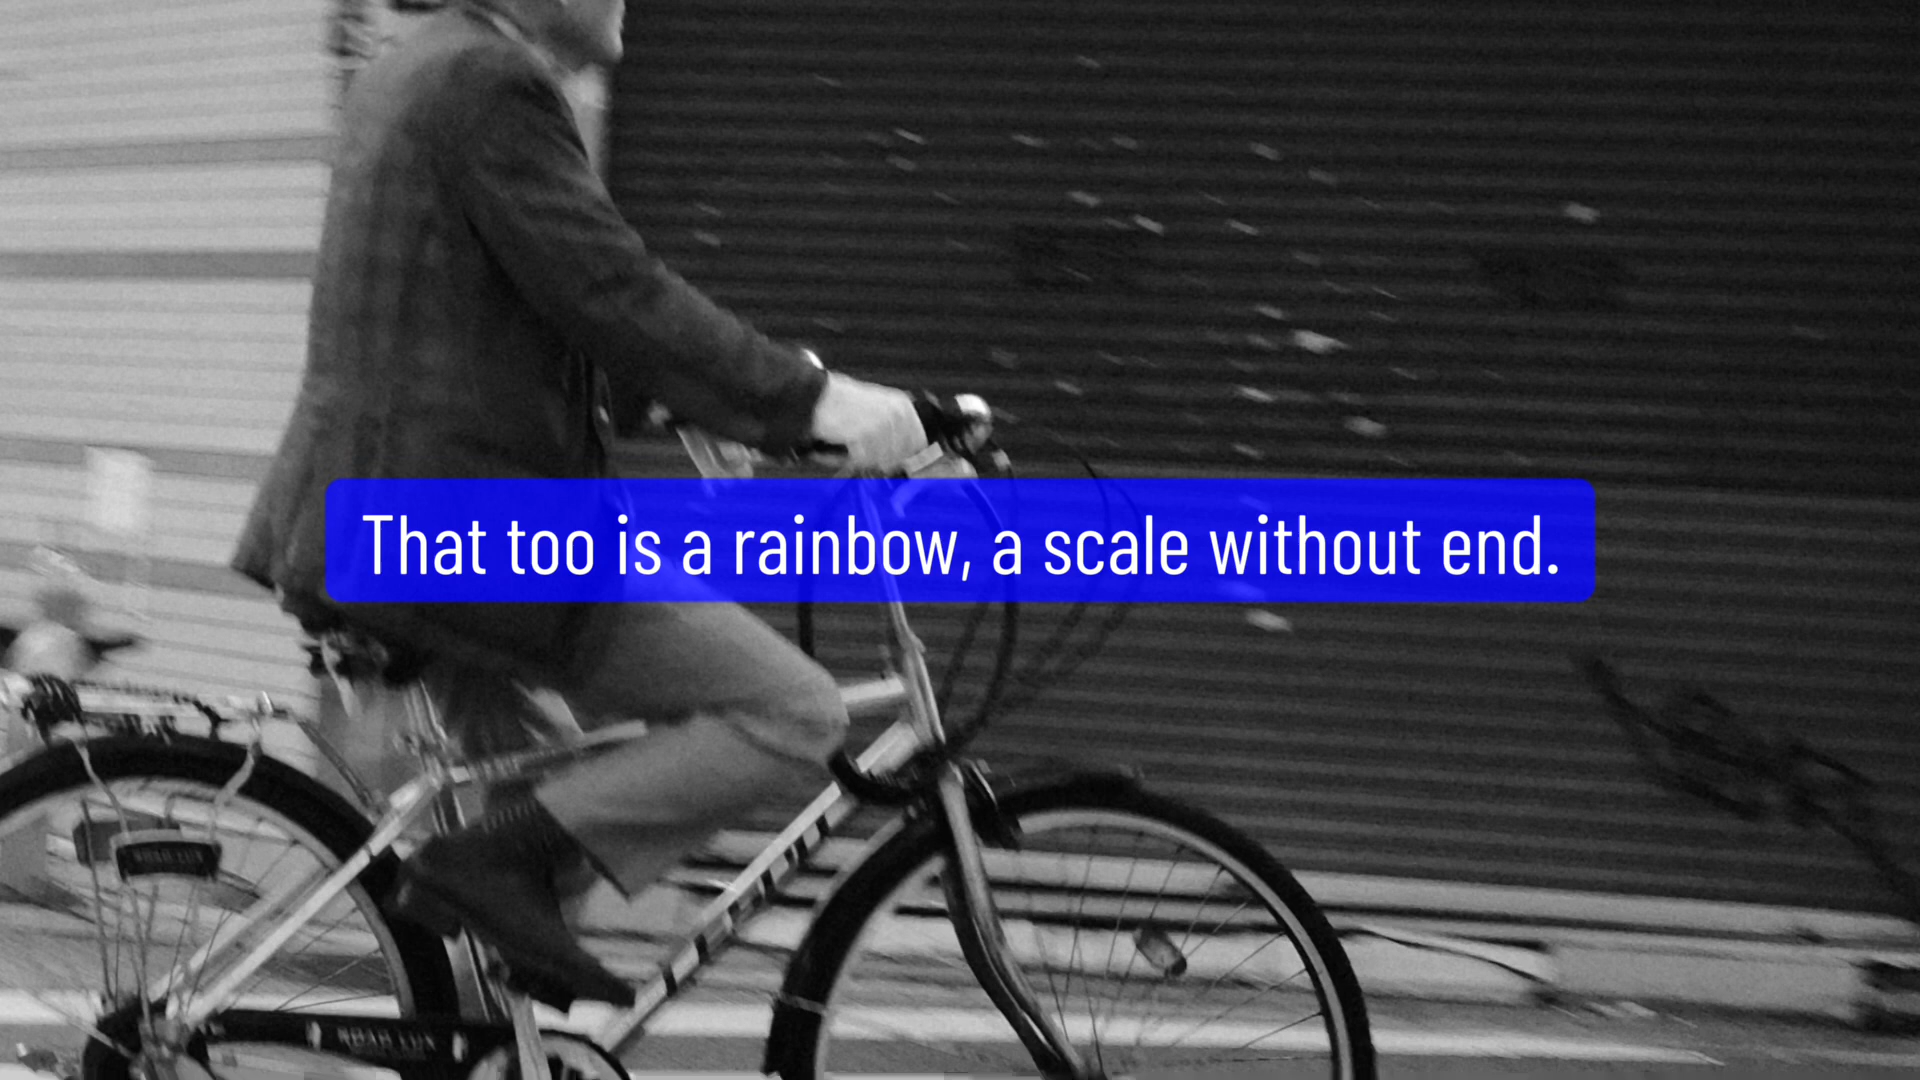 That too is a rainbow, a scale without end.